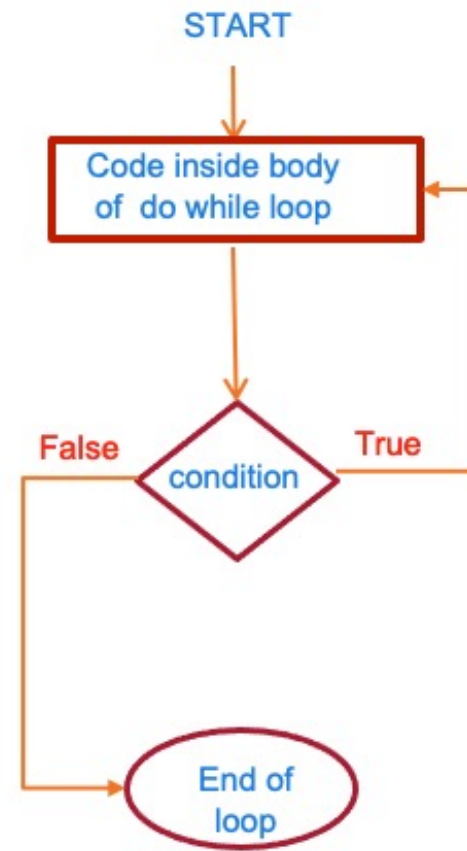 START
Code inside body
of do while loop
False
True
condition
End of
loop